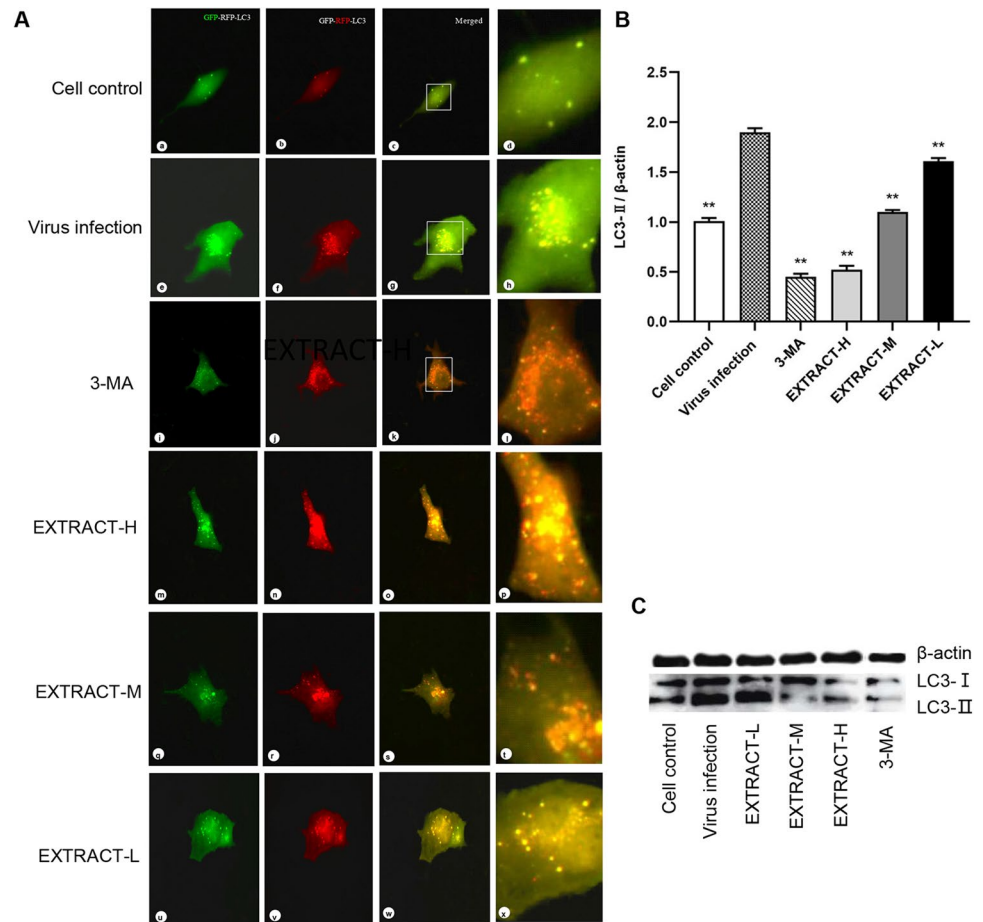 A
GFP-RFP-LC3
GFP-RFP-LC3
Merged
Cell control
a
b
c
d
Virus infection
e
f
g
h
EXTRACT-H
3-MA
i
j
k
l
EXTRACT-H
m
n
o
p
EXTRACT-M
q
r
s
t
EXTRACT-L
u
v
w
x
B
LC3-Ⅱ / β-actin
2.5
2.0
1.5
1.0
0.5
0.0
**
**
**
**
**
Cell control
Virus infection
3-MA
EXTRACT-H
EXTRACT-M
EXTRACT-L
C
β-actin
LC3-Ⅰ
LC3-Ⅱ
Cell control
Virus infection
EXTRACT-L
EXTRACT-M
EXTRACT-H
3-MA